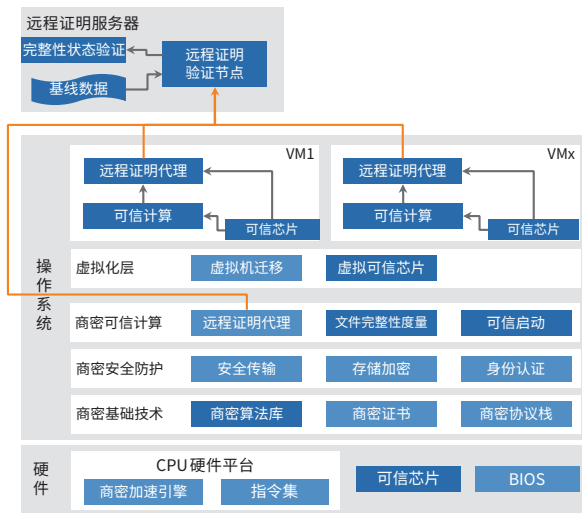 远程证明服务器
完整性状态验证
远程证明
验证节点
基线数据
VM1
远程证明代理
可信计算
可信芯片
VMx
远程证明代理
可信计算
可信芯片
操作系统
虚拟化层
虚拟机迁移
虚拟可信芯片
商密可信计算
远程证明代理
文件完整性度量
可信启动
商密安全防护
安全传输
存储加密
身份认证
商密基础技术
商密算法库
商密证书
商密协议栈
硬件
CPU硬件平台
商密加速引擎
指令集
可信芯片
BIOS